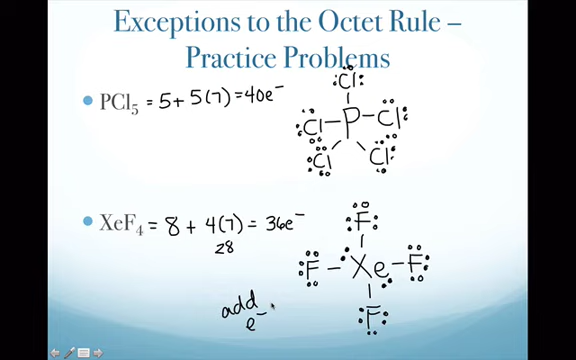 Exceptions to the Octet Rule –
Practice Problems
PCl₅ = 5 + 5(7) = 40e⁻
Cl
Cl – P – Cl
Cl Cl
XeF₄ = 8 + 4(7) = 36e⁻
28
F
F – Xe – F
F
add
e⁻